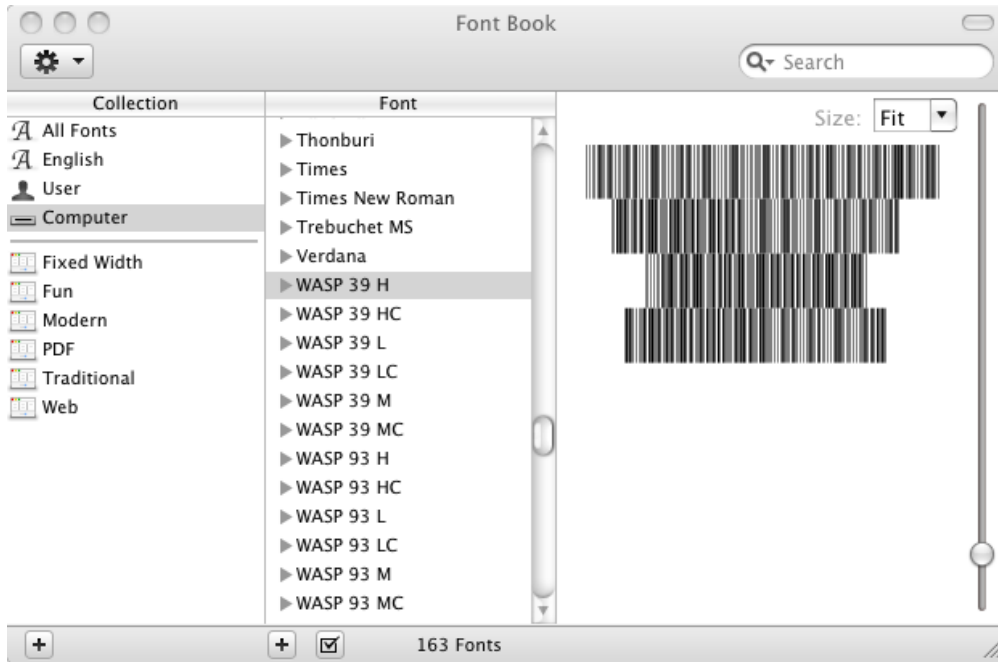 Font Book
Search
Collection
All Fonts
English
User
Computer
Fixed Width
Fun
Modern
PDF
Traditional
Web
Font
Thonburi
Times
Times New Roman
Trebuchet MS
Verdana
WASP 39 H
WASP 39 HC
WASP 39 L
WASP 39 LC
WASP 39 M
WASP 39 MC
WASP 93 H
WASP 93 HC
WASP 93 L
WASP 93 LC
WASP 93 M
WASP 93 MC
Size: Fit
163 Fonts